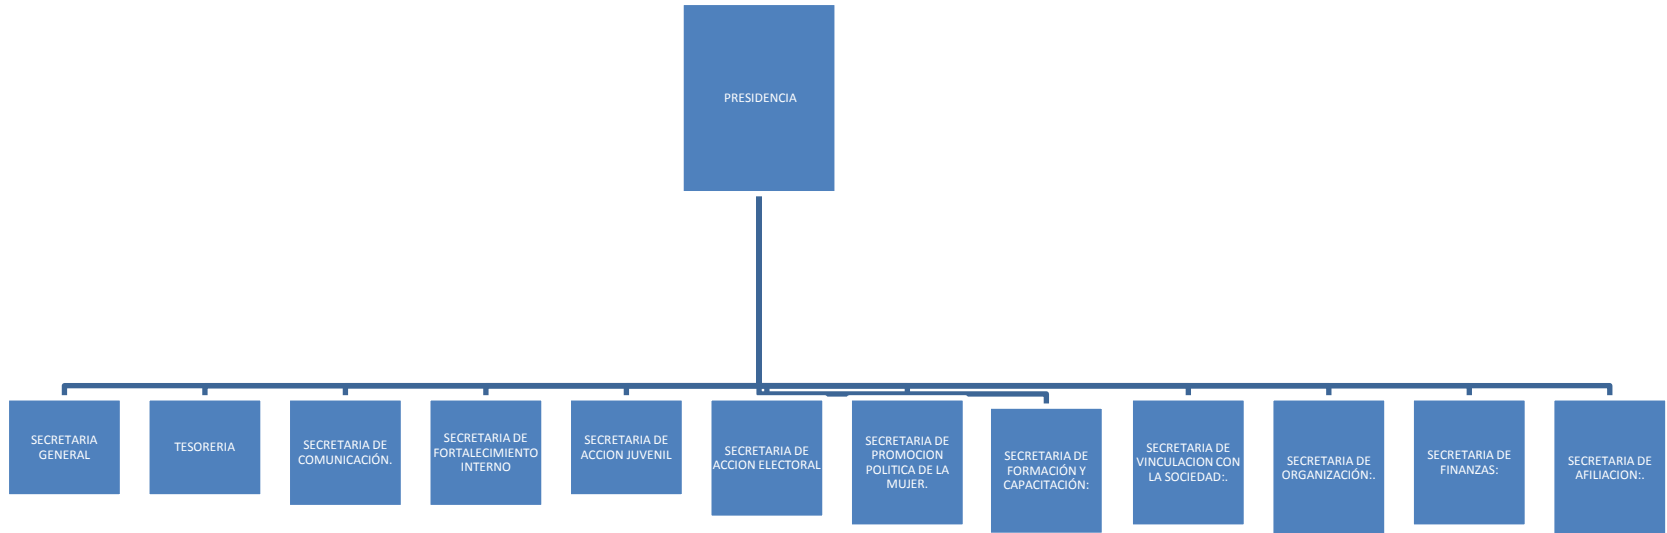 PRESIDENCIA
SECRETARIA
GENERAL
TESORERIA
SECRETARIA DE
COMUNICACIÓN.
SECRETARIA DE
FORTALECIMIENTO
INTERNO
SECRETARIA DE
ACCION JUVENIL
SECRETARIA DE
ACCION ELECTORAL
SECRETARIA DE
PROMOCION
POLITICA DE LA
MUJER.
SECRETARIA DE
FORMACIÓN Y
CAPACITACIÓN:
SECRETARIA DE
VINCULACION CON
LA SOCIEDAD:.
SECRETARIA DE
ORGANIZACIÓN:.
SECRETARIA DE
FINANZAS:
SECRETARIA DE
AFILIACION:.